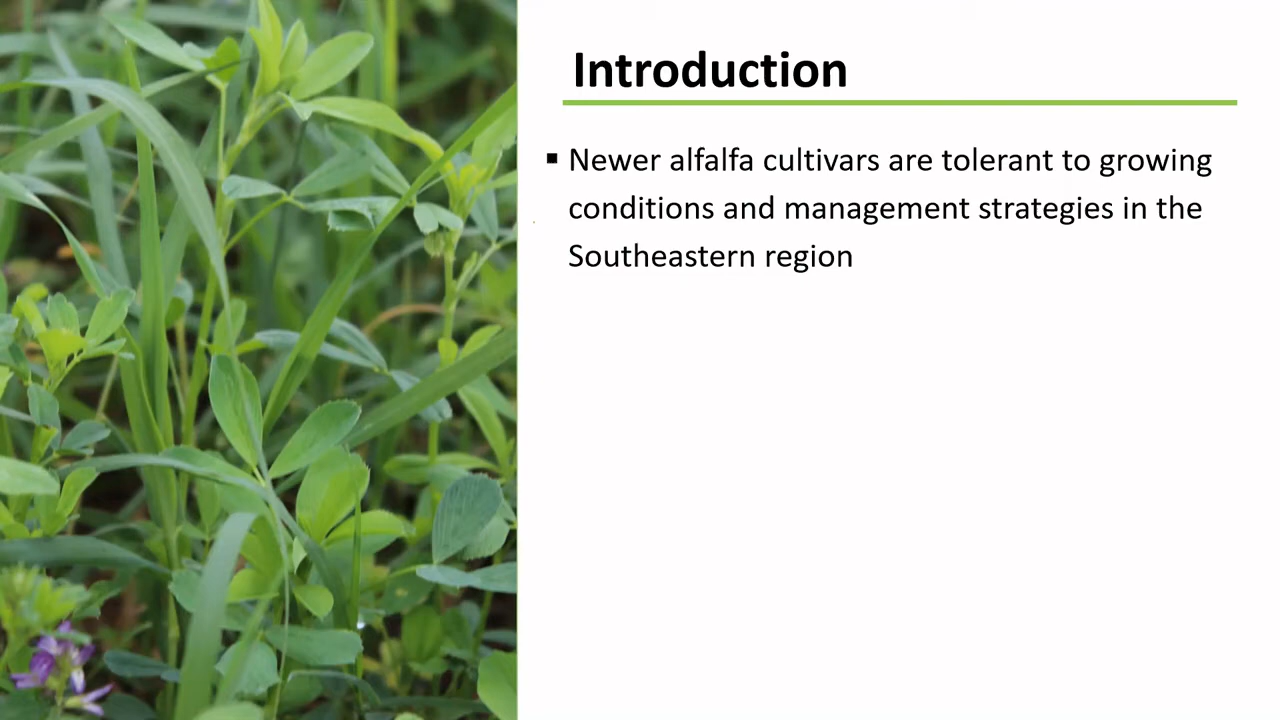 Introduction
▪ Newer alfalfa cultivars are tolerant to growing
conditions and management strategies in the
Southeastern region